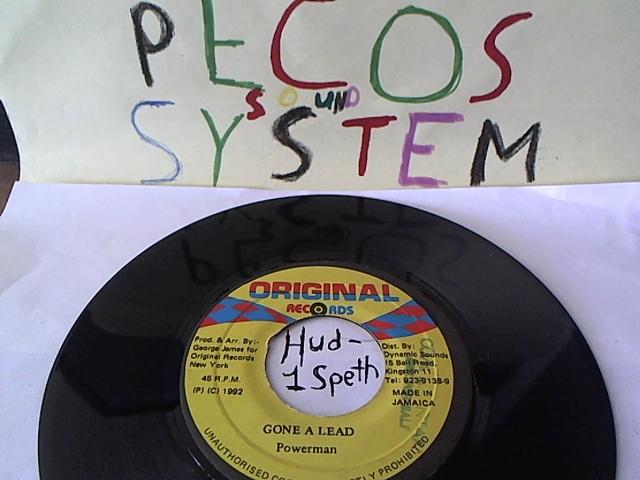 PECOS
SOUND
SYSTEM
ORIGINAL
RECORDS
Prod. & Arr. By:-
George James for
Original Records
New York
45 R.P.M.
(P) (C) 1992
Hud-
1 Speth
Dist. By:
Dynamic Sounds
15 Bell Road,
Kingston 11
Tel: 923-9138-9
MADE IN
JAMAICA
GONE A LEAD
Powerman
UNAUTHORISED PROHIBITED